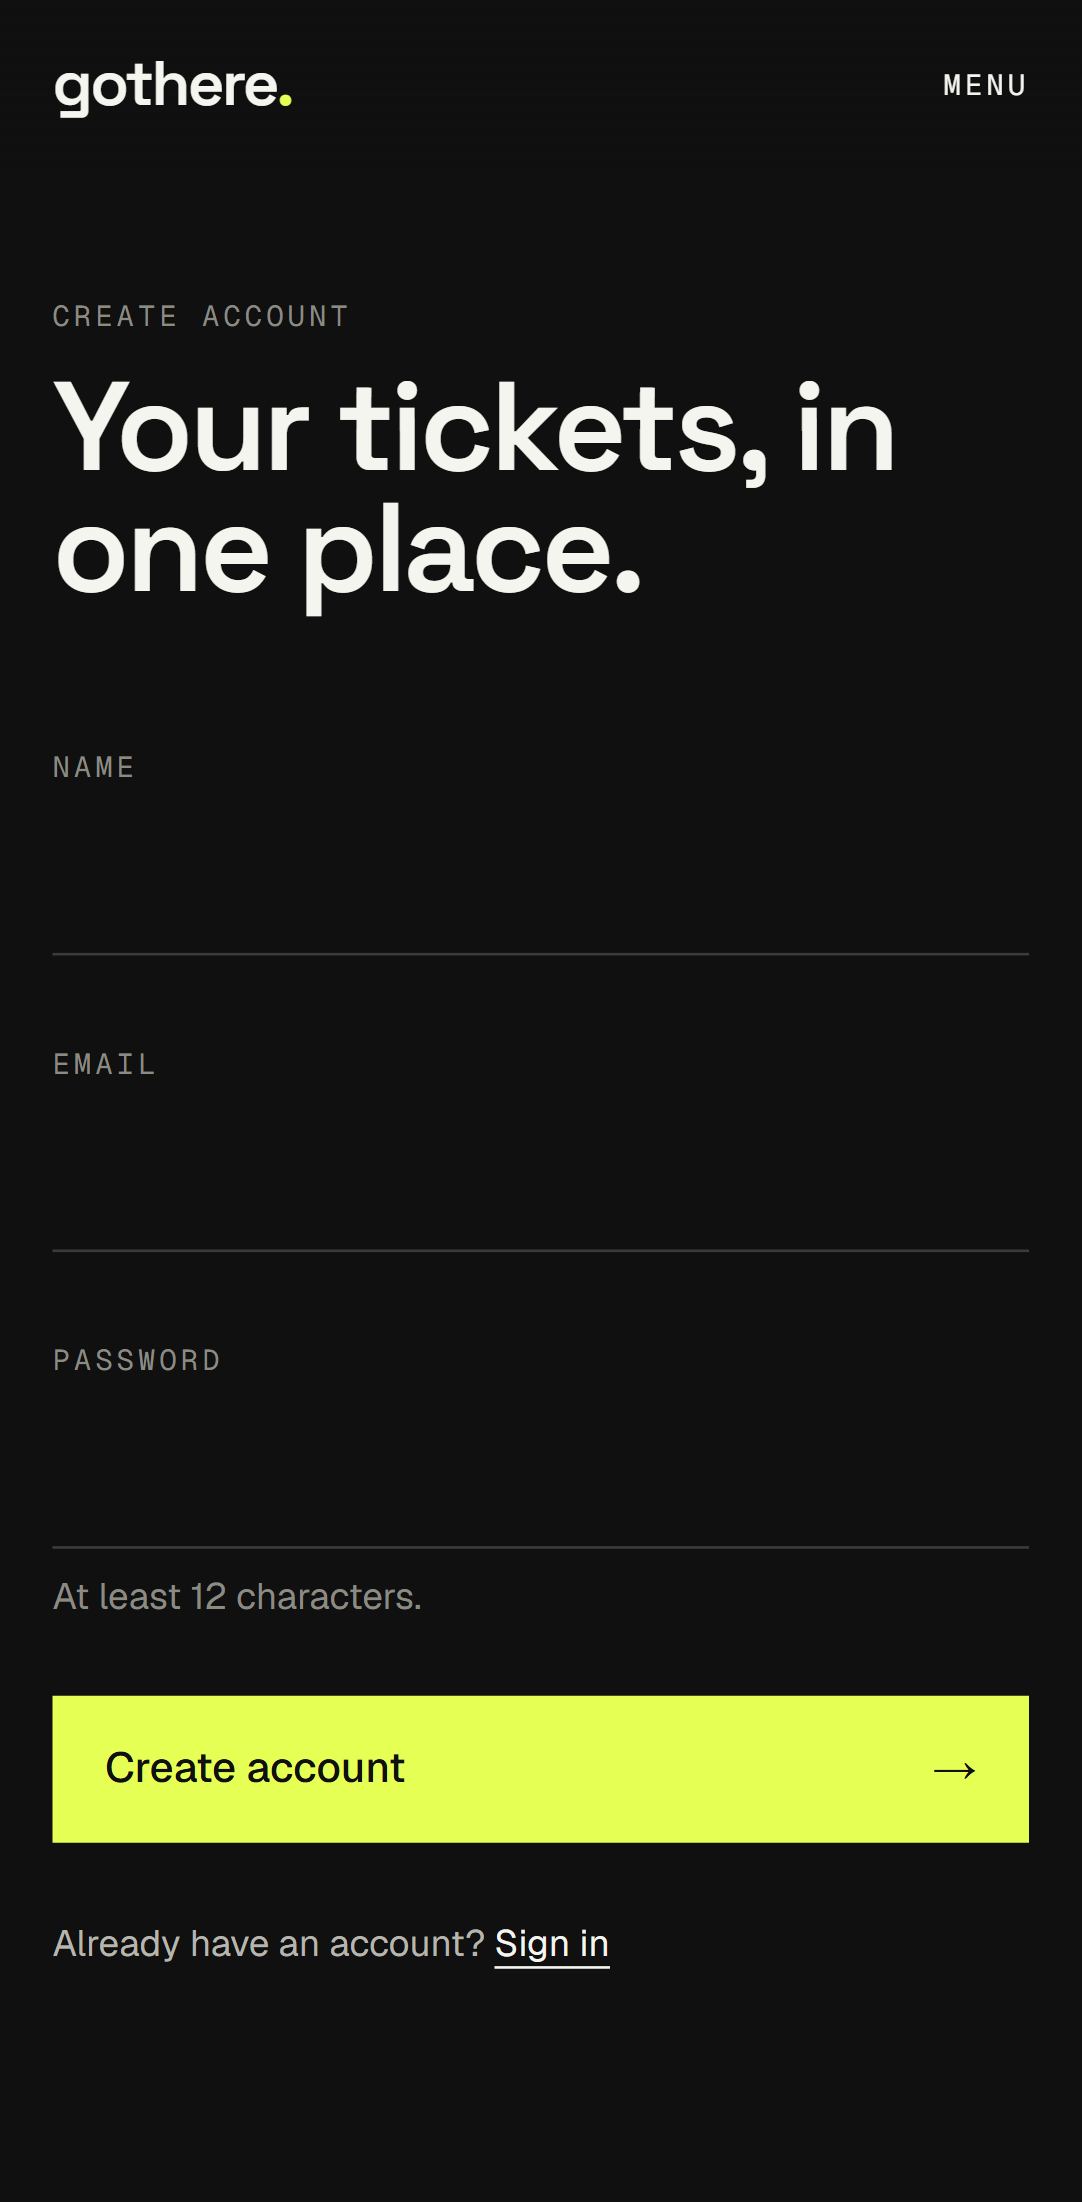 gothere.
MENU
CREATE ACCOUNT
Your tickets, in
one place.
NAME
EMAIL
PASSWORD
At least 12 characters.
Create account →
Already have an account? Sign in